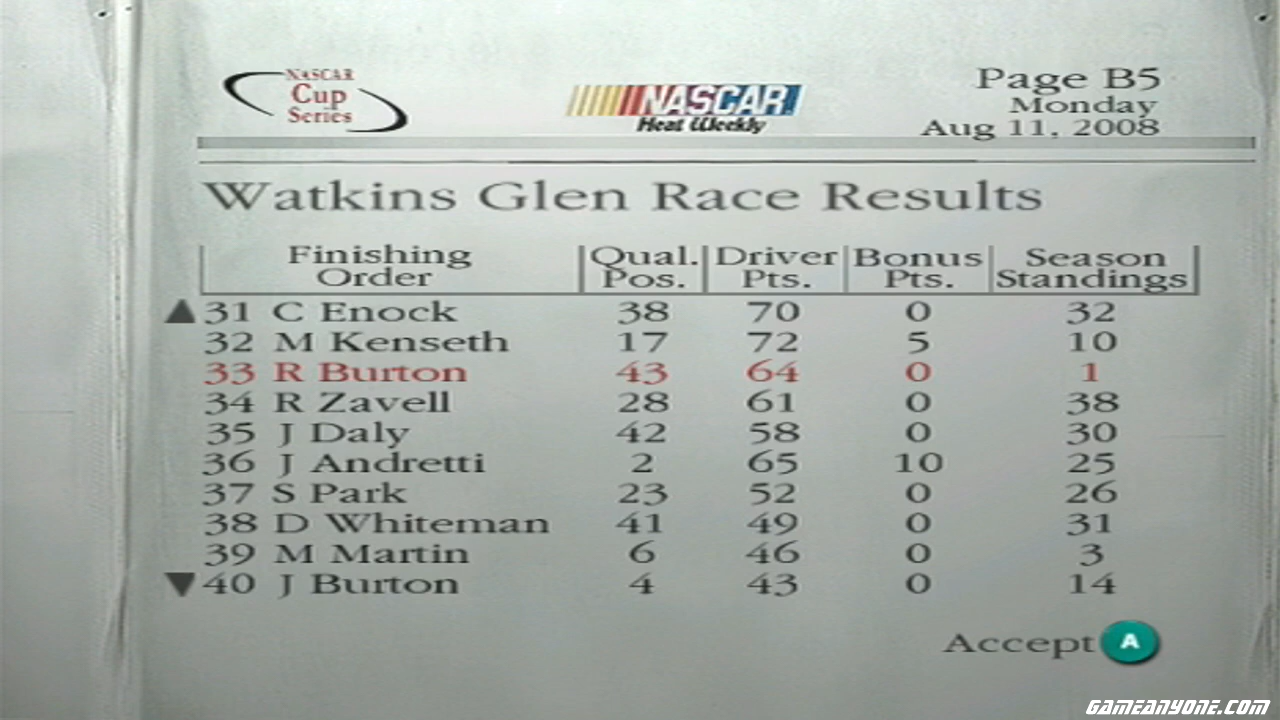 NASCAR
Cup
Series
NASCAR
Heat Weekly
Page B5
Monday
Aug 11, 2008
Watkins Glen Race Results
Finishing Order Qual. Pos. Driver Pts. Bonus Pts. Season Standings
31 C Enock 38 70 0 32
32 M Kenseth 17 72 5 10
33 R Burton 43 64 0 1
34 R Zavell 28 61 0 38
35 J Daly 42 58 0 30
36 J Andretti 2 65 10 25
37 S Park 23 52 0 26
38 D Whiteman 41 49 0 31
39 M Martin 6 46 0 3
40 J Burton 4 43 0 14
Accept A
GAMEANYONE.COM